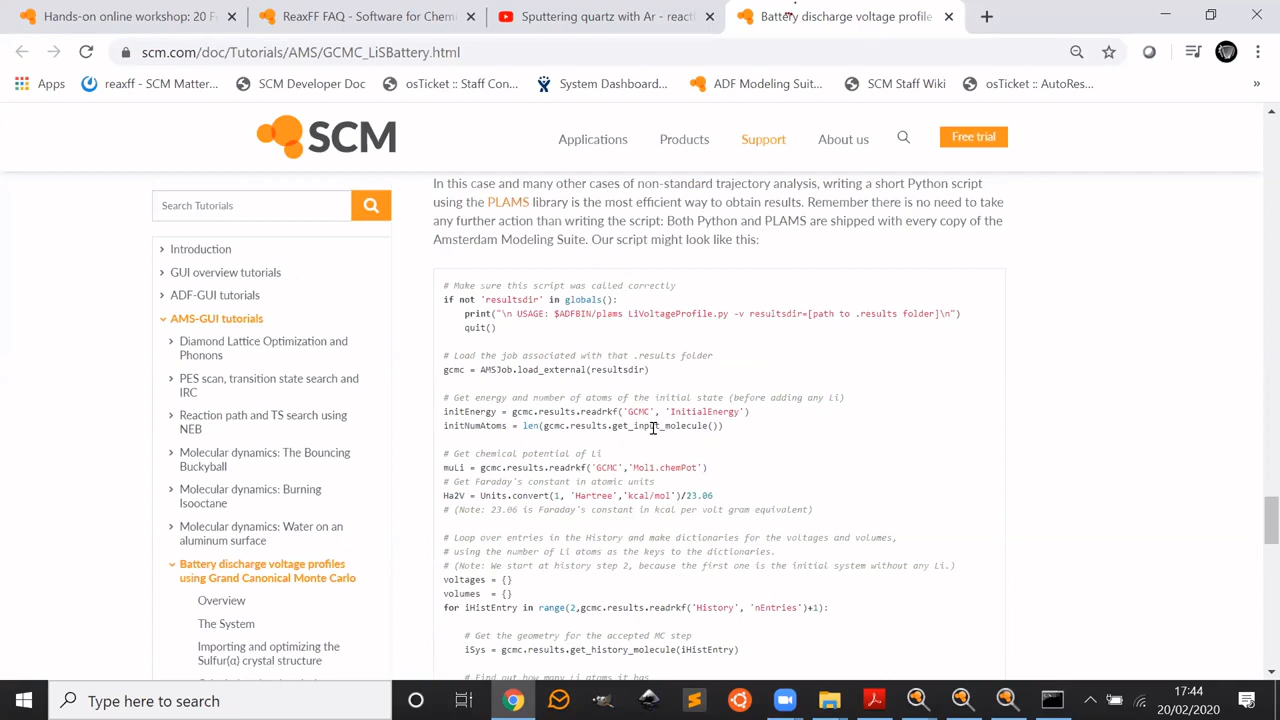 Hands-on online workshop: 20 F
ReaxFF FAQ - Software for Chemi
Sputtering quartz with Ar - reacti
Battery discharge voltage profile
scm.com/doc/Tutorials/AMS/GCMC_LiSBattery.html
Apps
reaxff - SCM Matter...
SCM Developer Doc
osTicket :: Staff Con...
System Dashboard...
ADF Modeling Suit...
SCM Staff Wiki
osTicket :: AutoRes...
»
SCM
Applications
Products
Support
About us
Free trial
Search Tutorials
Introduction
GUI overview tutorials
ADF-GUI tutorials
AMS-GUI tutorials
Diamond Lattice Optimization and
Phonons
PES scan, transition state search and
IRC
Reaction path and TS search using
NEB
Molecular dynamics: The Bouncing
Buckyball
Molecular dynamics: Burning
Isooctane
Molecular dynamics: Water on an
aluminum surface
Battery discharge voltage profiles
using Grand Canonical Monte Carlo
Overview
The System
Importing and optimizing the
Sulfur(α) crystal structure
In this case and many other cases of non-standard trajectory analysis, writing a short Python script
using the PLAMS library is the most efficient way to obtain results. Remember there is no need to take
any further action than writing the script: Both Python and PLAMS are shipped with every copy of the
Amsterdam Modeling Suite. Our script might look like this:
# Make sure this script was called correctly
if not 'resultsdir' in globals():
print("\n USAGE: $ADFBIN/plams LiVoltageProfile.py -v resultsdir=[path to .results folder]\n")
quit()
# Load the job associated with that .results folder
gcmc = AMSJob.load_external(resultsdir)
# Get energy and number of atoms of the initial state (before adding any Li)
initEnergy = gcmc.results.readrkf('GCMC', 'InitialEnergy')
initNumAtoms = len(gcmc.results.get_input_molecule())
# Get chemical potential of Li
muLi = gcmc.results.readrkf('GCMC','Mol1.chemPot')
# Get Faraday's constant in atomic units
Ha2V = Units.convert(1, 'Hartree','kcal/mol')/23.06
# (Note: 23.06 is Faraday's constant in kcal per volt gram equivalent)
# Loop over entries in the History and make dictionaries for the voltages and volumes,
# using the number of Li atoms as the keys to the dictionaries.
# (Note: We start at history step 2, because the first one is the initial system without any Li.)
voltages = {}
volumes = {}
for iHistEntry in range(2,gcmc.results.readrkf('History', 'nEntries')+1):
# Get the geometry for the accepted MC step
iSys = gcmc.results.get_history_molecule(iHistEntry)
# Find out how many Li atoms it has
Type here to search
17:44
20/02/2020